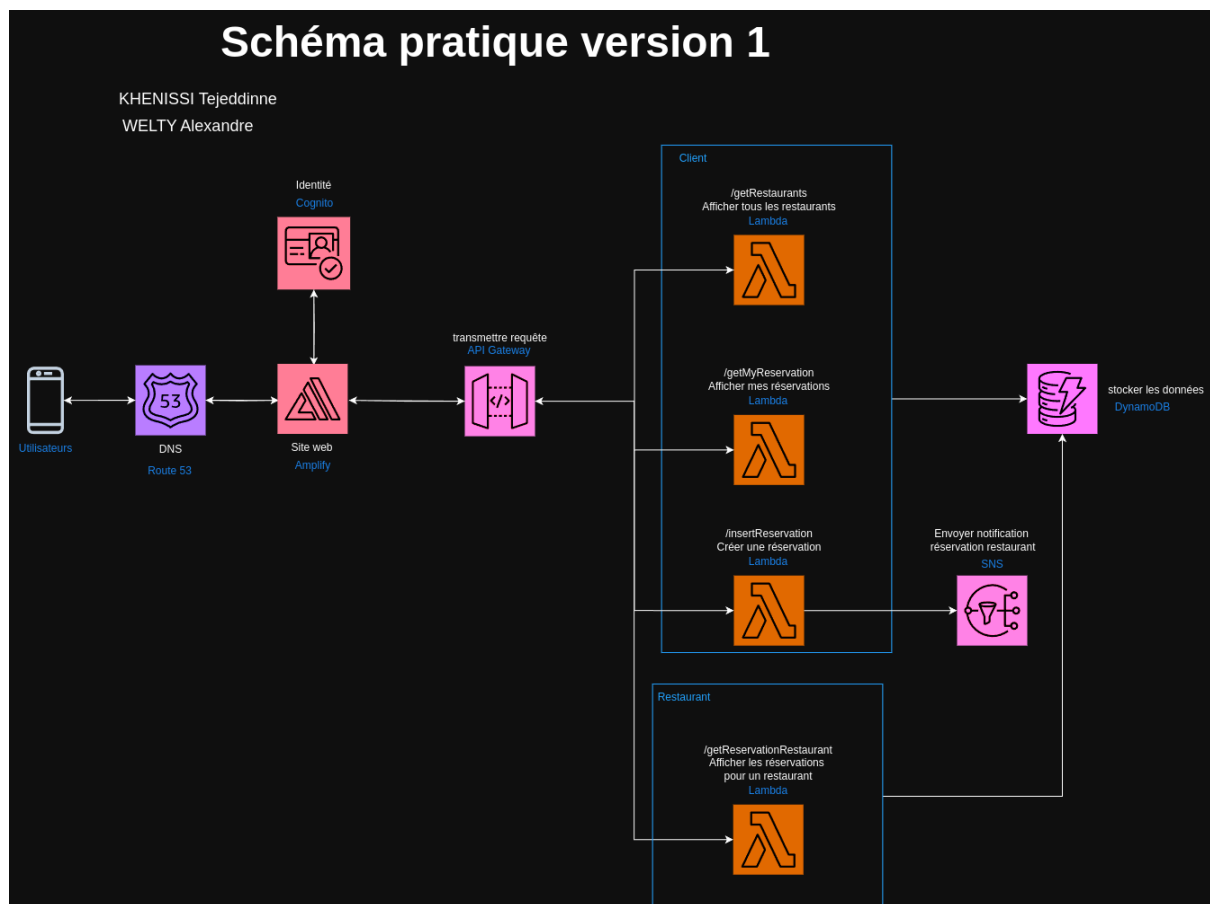 Schéma pratique version 1
KHENISSI Tejeddinne
WELTY Alexandre
Client
/getRestaurants
Afficher tous les restaurants
Lambda
Identité
Cognito
transmettre requête
API Gateway
/getMyReservation
Afficher mes réservations
Lambda
53
stocker les données
DynamoDB
Utilisateurs
DNS
Route 53
Site web
Amplify
</>
/insertReservation
Créer une réservation
Lambda
Envoyer notification
réservation restaurant
SNS
Restaurant
/getReservationRestaurant
Afficher les réservations
pour un restaurant
Lambda